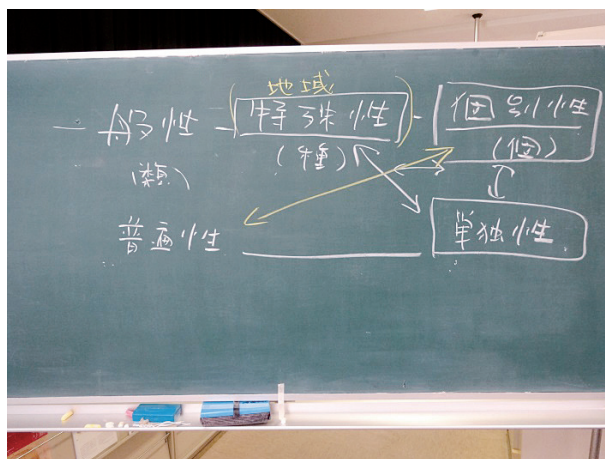 (地域)
一般性 - 特殊性 - 個別性
(類) (種) (個)
普遍性 ― 単独性